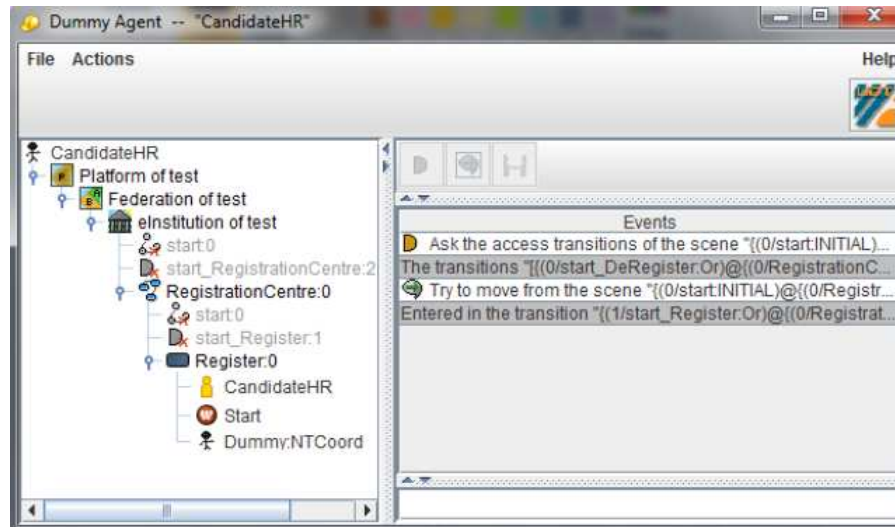 Dummy Agent -- "CandidateHR"
File Actions Help
CandidateHR
Platform of test
Federation of test
eInstitution of test
start:0
start_RegistrationCentre:2
RegistrationCentre:0
start:0
start_Register:1
Register:0
CandidateHR
Start
Dummy:NTCoord
Events
Ask the access transitions of the scene "{(0/start:INITIAL)...
The transitions "[{(0/start_DeRegister:Or)@{(0/RegistrationC...
Try to move from the scene "{(0/start:INITIAL)@{(0/Registr...
Entered in the transition "{(1/start_Register:Or)@{(0/Registrat...